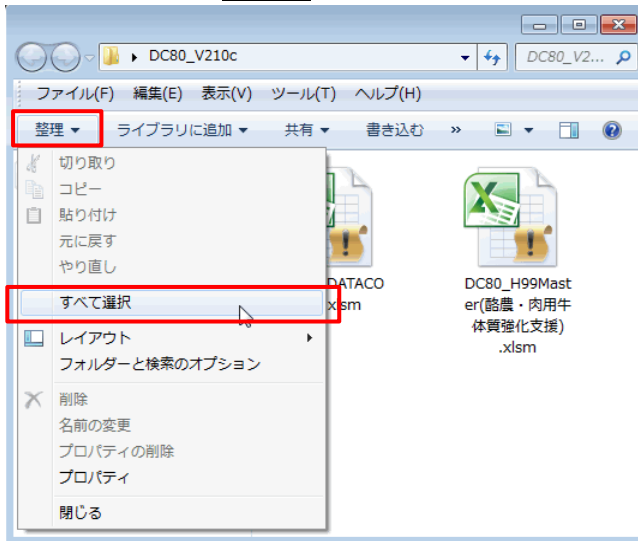 DC80_V210c
DC80_V2...
ファイル(F) 編集(E) 表示(V) ツール(T) ヘルプ(H)
整理 ライブラリに追加 共有 書き込む »
切り取り
コピー
貼り付け
元に戻す
やり直し
すべて選択
レイアウト
フォルダーと検索のオプション
削除
名前の変更
プロパティの削除
プロパティ
閉じる
DATACO
xlsm
DC80_H99Mast
er(酪農・肉用牛
体質強化支援)
.xlsm